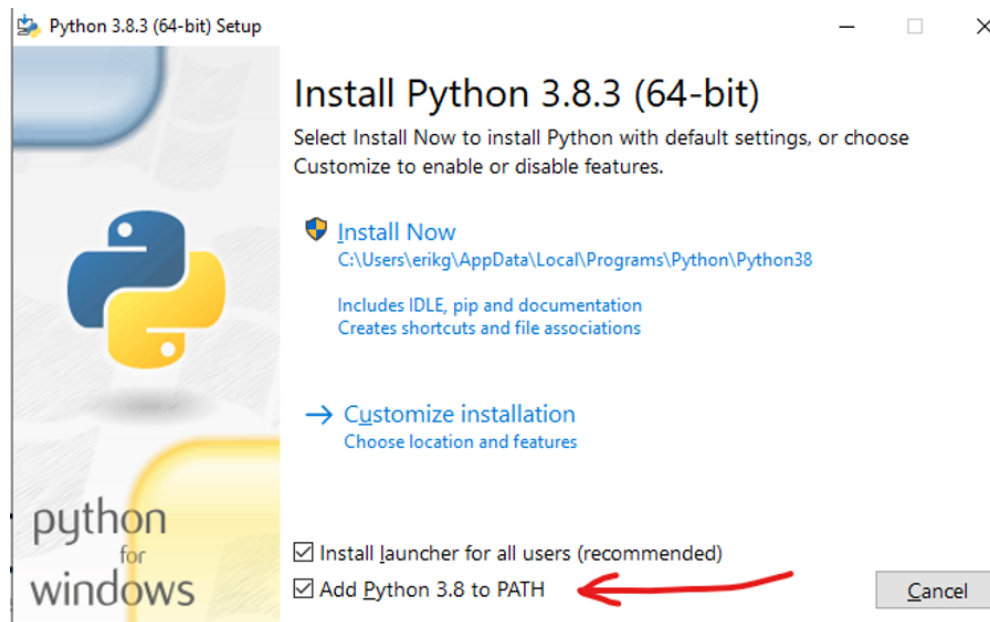 Python 3.8.3 (64-bit) Setup
Install Python 3.8.3 (64-bit)
Select Install Now to install Python with default settings, or choose
Customize to enable or disable features.
Install Now
C:\Users\erikg\AppData\Local\Programs\Python\Python38
Includes IDLE, pip and documentation
Creates shortcuts and file associations
Customize installation
Choose location and features
python
for
windows
Install launcher for all users (recommended)
Add Python 3.8 to PATH
Cancel